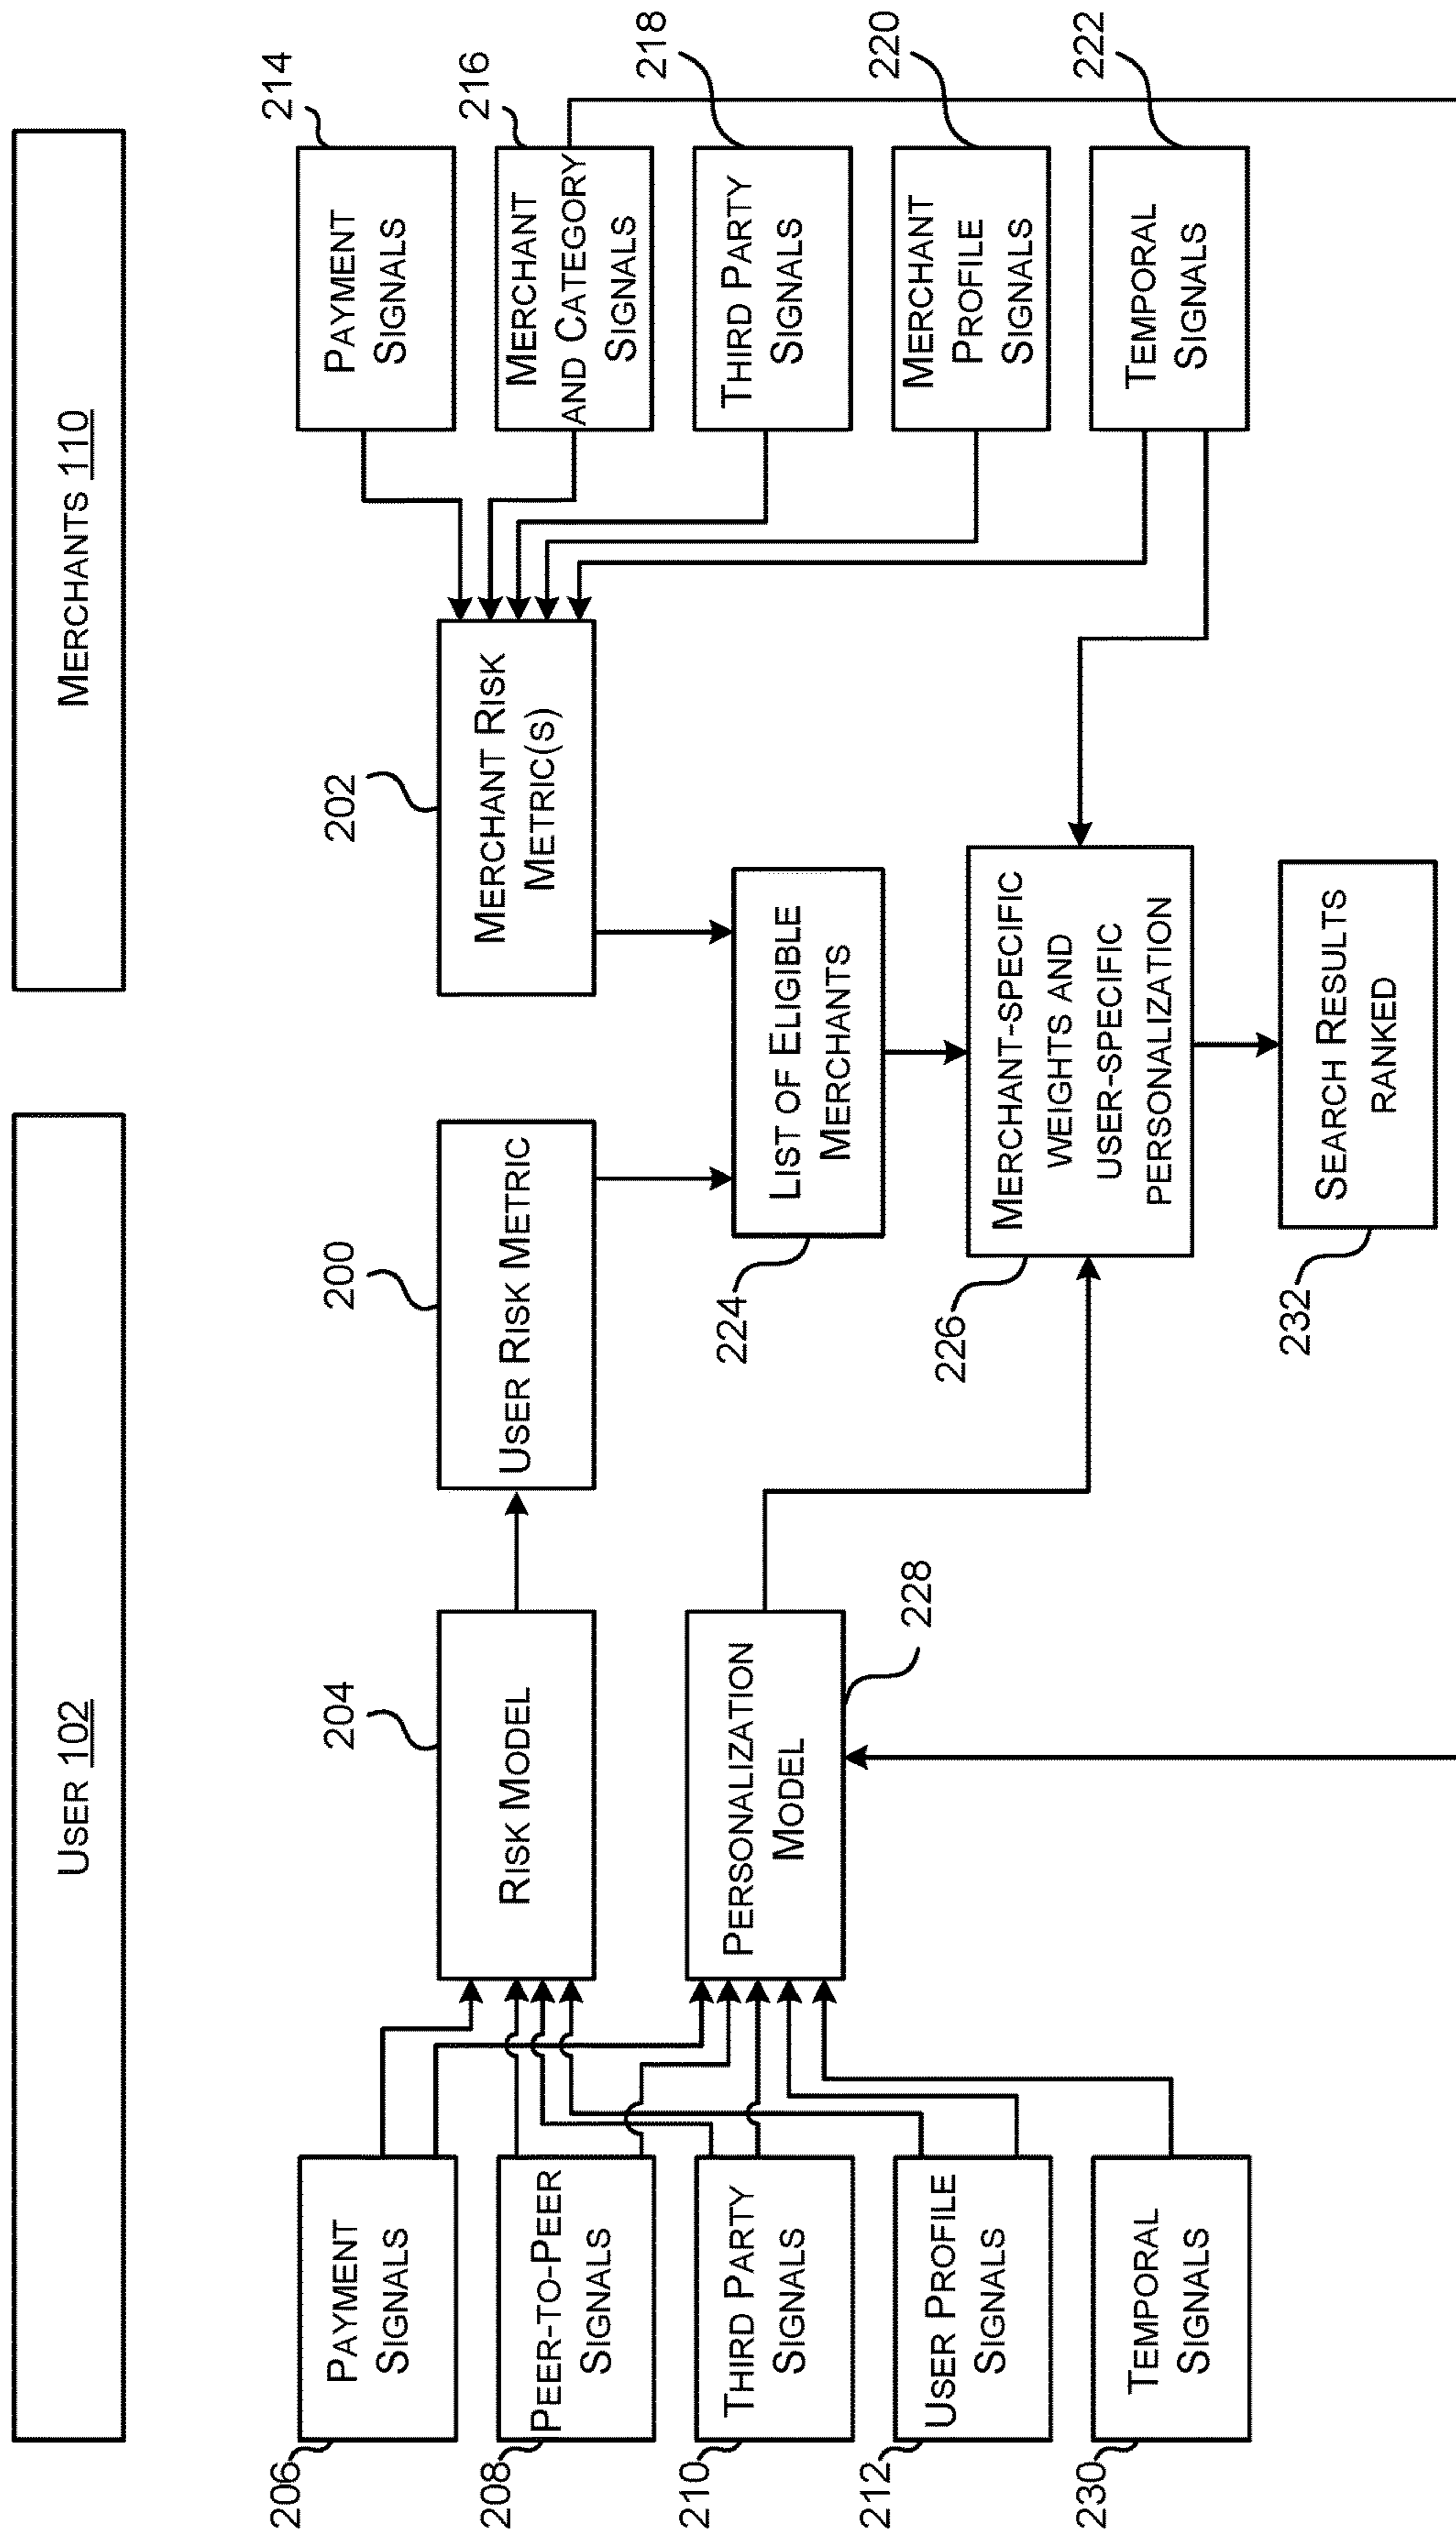 USER 102
MERCHANTS 110
206
PAYMENT
SIGNALS
208
PEER-TO-PEER
SIGNALS
210
THIRD PARTY
SIGNALS
212
USER PROFILE
SIGNALS
230
TEMPORAL
SIGNALS
204
RISK MODEL
PERSONALIZATION
MODEL
228
200
USER RISK METRIC
202
MERCHANT RISK
METRIC(S)
224
LIST OF ELIGIBLE
MERCHANTS
226
MERCHANT-SPECIFIC
WEIGHTS AND
USER-SPECIFIC
PERSONALIZATION
232
SEARCH RESULTS
RANKED
214
PAYMENT
SIGNALS
216
MERCHANT
AND CATEGORY
SIGNALS
218
THIRD PARTY
SIGNALS
220
MERCHANT
PROFILE
SIGNALS
222
TEMPORAL
SIGNALS